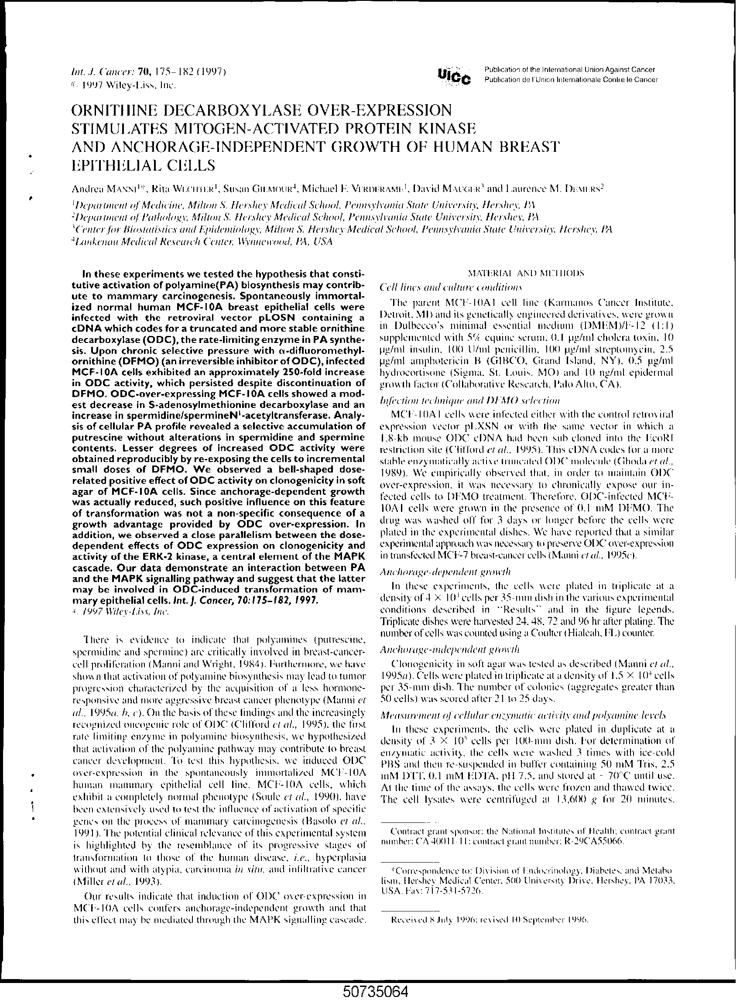 Int. J. Cancer: 70, 175–182 (1997)
© 1997 Wiley-Liss, Inc.
uicc
Publication of the International Union Against Cancer
Publication de l'Union Internationale Contre le Cancer
ORNITHINE DECARBOXYLASE OVER-EXPRESSION
STIMULATES MITOGEN-ACTIVATED PROTEIN KINASE
AND ANCHORAGE-INDEPENDENT GROWTH OF HUMAN BREAST
EPITHELIAL CELLS
Andrea MANNI¹*, Rita WECHTER¹, Susan GILMOUR⁴, Michael F. VERDERAME¹, David MAUGER³ and Laurence M. DEMERS²
¹Department of Medicine, Milton S. Hershey Medical School, Pennsylvania State University, Hershey, PA
²Department of Pathology, Milton S. Hershey Medical School, Pennsylvania State University, Hershey, PA
³Center for Biostatistics and Epidemiology, Milton S. Hershey Medical School, Pennsylvania State University, Hershey, PA
⁴Lankenau Medical Research Center, Wynnewood, PA, USA
In these experiments we tested the hypothesis that consti-
tutive activation of polyamine(PA) biosynthesis may contrib-
ute to mammary carcinogenesis. Spontaneously immortal-
ized normal human MCF-10A breast epithelial cells were
infected with the retroviral vector pLOSN containing a
cDNA which codes for a truncated and more stable ornithine
decarboxylase (ODC), the rate-limiting enzyme in PA synthe-
sis. Upon chronic selective pressure with α-difluoromethyl-
ornithine (DFMO) (an irreversible inhibitor of ODC), infected
MCF-10A cells exhibited an approximately 250-fold increase
in ODC activity, which persisted despite discontinuation of
DFMO. ODC-over-expressing MCF-10A cells showed a mod-
est decrease in S-adenosylmethionine decarboxylase and an
increase in spermidine/spermineN¹-acetyltransferase. Analy-
sis of cellular PA profile revealed a selective accumulation of
putrescine without alterations in spermidine and spermine
contents. Lesser degrees of increased ODC activity were
obtained reproducibly by re-exposing the cells to incremental
small doses of DFMO. We observed a bell-shaped dose-
related positive effect of ODC activity on clonogenicity in soft
agar of MCF-10A cells. Since anchorage-dependent growth
was actually reduced, such positive influence on this feature
of transformation was not a non-specific consequence of a
growth advantage provided by ODC over-expression. In
addition, we observed a close parallelism between the dose-
dependent effects of ODC expression on clonogenicity and
activity of the ERK-2 kinase, a central element of the MAPK
cascade. Our data demonstrate an interaction between PA
and the MAPK signalling pathway and suggest that the latter
may be involved in ODC-induced transformation of mam-
mary epithelial cells. Int. J. Cancer, 70:175–182, 1997.
© 1997 Wiley-Liss, Inc.
There is evidence to indicate that polyamines (putrescine,
spermidine and spermine) are critically involved in breast-cancer-
cell proliferation (Manni and Wright, 1984). Furthermore, we have
shown that activation of polyamine biosynthesis may lead to tumor
progression characterized by the acquisition of a less hormone-
responsive and more aggressive breast cancer phenotype (Manni et
al., 1995a, b, c). On the basis of these findings and the increasingly
recognized oncogenic role of ODC (Clifford et al., 1995), the first
rate limiting enzyme in polyamine biosynthesis, we hypothesized
that activation of the polyamine pathway may contribute to breast
cancer development. To test this hypothesis, we induced ODC
over-expression in the spontaneously immortalized MCF-10A
human mammary epithelial cell line. MCF-10A cells, which
exhibit a completely normal phenotype (Soule et al., 1990), have
been extensively used to test the influence of activation of specific
genes on the process of mammary carcinogenesis (Basolo et al.,
1991). The potential clinical relevance of this experimental system
is highlighted by the resemblance of its progressive stages of
transformation to those of the human disease, i.e., hyperplasia
without and with atypia, carcinoma in situ, and infiltrative cancer
(Miller et al., 1993).
Our results indicate that induction of ODC over-expression in
MCF-10A cells confers anchorage-independent growth and that
this effect may be mediated through the MAPK signalling cascade.
MATERIAL AND METHODS
Cell lines and culture conditions
The parent MCF-10A1 cell line (Karmanos Cancer Institute,
Detroit, MI) and its genetically engineered derivatives, were grown
in Dulbecco's minimal essential medium (DMEM)/F-12 (1:1)
supplemented with 5% equine serum, 0.1 µg/ml cholera toxin, 10
µg/ml insulin, 100 U/ml penicillin, 100 µg/ml streptomycin, 2.5
µg/ml amphotericin B (GIBCO, Grand Island, NY), 0.5 µg/ml
hydrocortisone (Sigma, St. Louis, MO) and 10 ng/ml epidermal
growth factor (Collaborative Research, Palo Alto, CA).
Infection technique and DFMO selection
MCF-10A1 cells were infected either with the control retroviral
expression vector pLXSN or with the same vector in which a
1.8-kb mouse ODC cDNA had been sub cloned into the EcoRI
restriction site (Clifford et al., 1995). This cDNA codes for a more
stable enzymatically active truncated ODC molecule (Ghoda et al.,
1989). We empirically observed that, in order to maintain ODC
over-expression, it was necessary to chronically expose our in-
fected cells to DFMO treatment. Therefore, ODC-infected MCF-
10A1 cells were grown in the presence of 0.1 mM DFMO. The
drug was washed off for 3 days or longer before the cells were
plated in the experimental dishes. We have reported that a similar
experimental approach was necessary to preserve ODC over-expression
in transfected MCF-7 breast-cancer cells (Manni et al., 1995c).
Anchorage-dependent growth
In these experiments, the cells were plated in triplicate at a
density of 4 × 10⁴ cells per 35-mm dish in the various experimental
conditions described in "Results" and in the figure legends.
Triplicate dishes were harvested 24, 48, 72 and 96 hr after plating. The
number of cells was counted using a Coulter (Hialeah, FL) counter.
Anchorage-independent growth
Clonogenicity in soft agar was tested as described (Manni et al.,
1995a). Cells were plated in triplicate at a density of 1.5 × 10⁴ cells
per 35-mm dish. The number of colonies (aggregates greater than
50 cells) was scored after 21 to 25 days.
Measurement of cellular enzymatic activity and polyamine levels
In these experiments, the cells were plated in duplicate at a
density of 3 × 10⁵ cells per 100-mm dish. For determination of
enzymatic activity, the cells were washed 3 times with ice-cold
PBS and then re-suspended in buffer containing 50 mM Tris, 2.5
mM DTT, 0.1 mM EDTA, pH 7.5, and stored at - 70°C until use.
At the time of the assays, the cells were frozen and thawed twice.
The cell lysates were centrifuged at 13,600 g for 20 minutes.
Contract grant sponsor: the National Institutes of Health; contract grant
number: CA 40011-11; contract grant number: R-29CA55066.
*Correspondence to: Division of Endocrinology, Diabetes, and Metabo
lism, Hershey Medical Center, 500 University Drive, Hershey, PA 17033,
USA. Fax: 717-531-5726.
Received 8 July 1996; revised 10 September 1996.
50735064